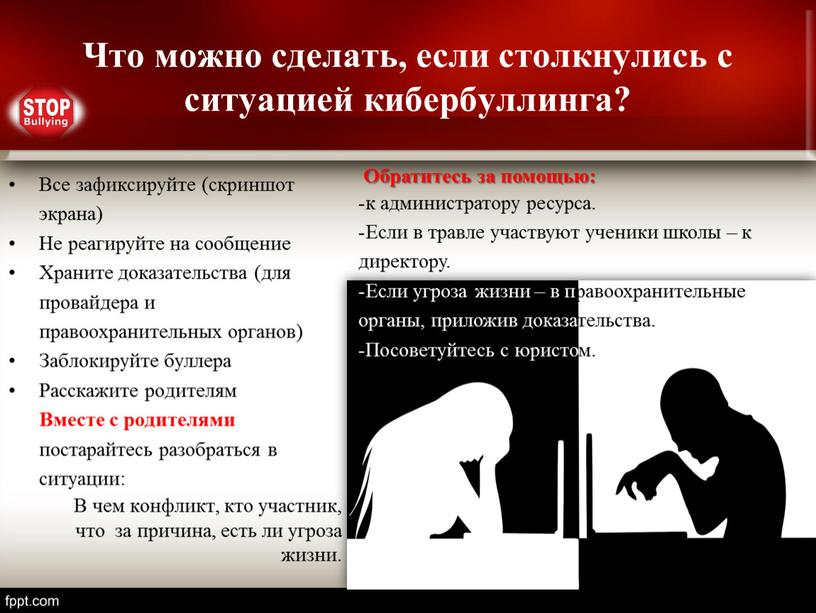 Что можно сделать, если столкнулись с
ситуацией кибербуллинга?
STOP
Bullying
• Все зафиксируйте (скриншот
экрана)
• Не реагируйте на сообщение
• Храните доказательства (для
провайдера и
правоохранительных органов)
• Заблокируйте буллера
• Расскажите родителям
Вместе с родителями
постарайтесь разобраться в
ситуации:
В чем конфликт, кто участник,
что за причина, есть ли угроза
жизни.
Обратитесь за помощью:
-к администратору ресурса.
-Если в травле участвуют ученики школы – к
директору.
-Если угроза жизни – в правоохранительные
органы, приложив доказательства.
-Посоветуйтесь с юристом.
fppt.com